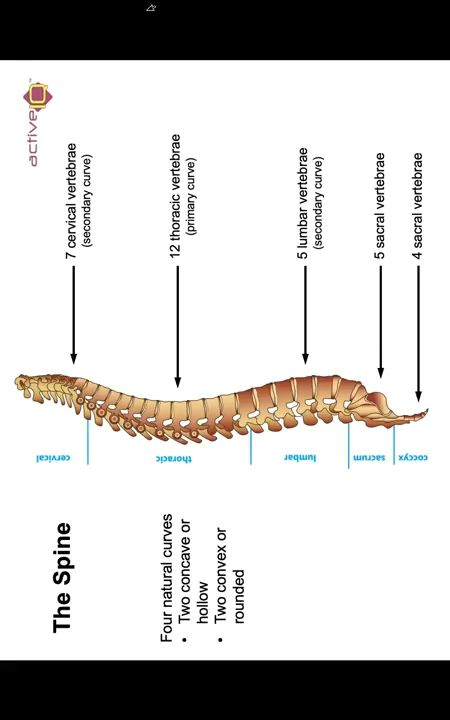 The Spine
Four natural curves
• Two concave or
hollow
• Two convex or
rounded
cervical
thoracic
lumbar
sacrum
coccyx
7 cervical vertebrae
(secondary curve)
12 thoracic vertebrae
(primary curve)
5 lumbar vertebrae
(secondary curve)
5 sacral vertebrae
4 sacral vertebrae
active IQ™